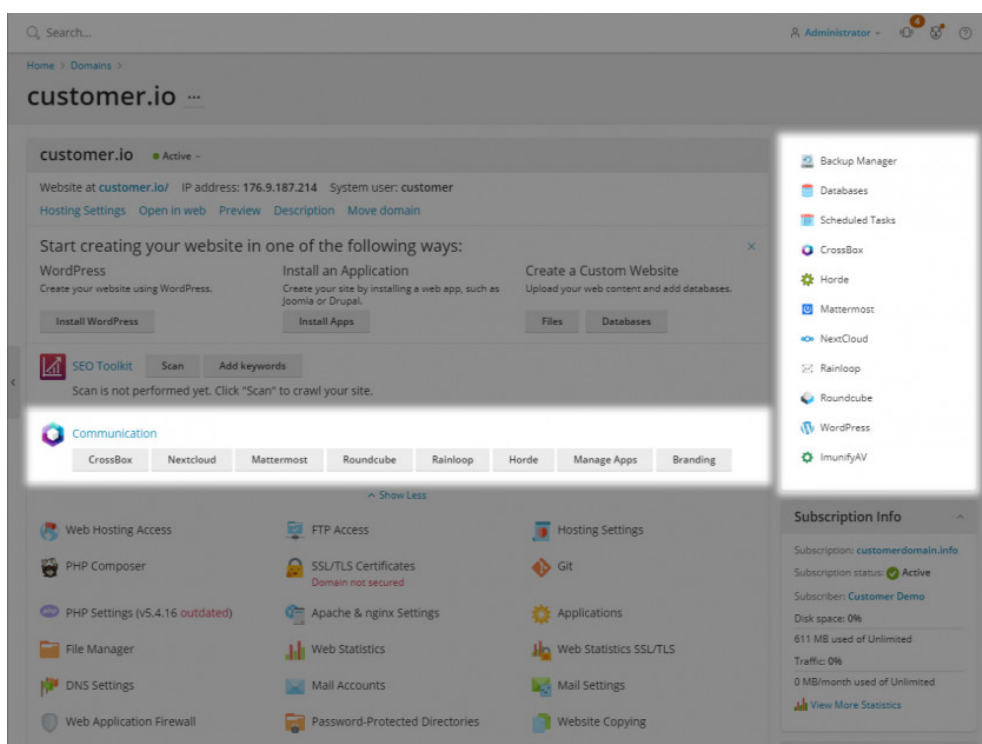 Search...
Administrator
4
Home > Domains >
customer.io ...
customer.io Active
Website at customer.io/ IP address: 176.9.187.214 System user: customer
Hosting Settings Open in web Preview Description Move domain
Start creating your website in one of the following ways:
WordPress
Create your website using WordPress.
Install WordPress
Install an Application
Create your site by installing a web app, such as
Joomla or Drupal.
Install Apps
Create a Custom Website
Upload your web content and add databases.
Files Databases
SEO Toolkit Scan Add keywords
Scan is not performed yet. Click "Scan" to crawl your site.
Communication
CrossBox Nextcloud Mattermost Roundcube Rainloop Horde Manage Apps Branding
Show Less
Web Hosting Access FTP Access Hosting Settings
PHP Composer SSL/TLS Certificates Git
Domain not secured
PHP Settings (v5.4.16 outdated) Apache & nginx Settings Applications
File Manager Web Statistics Web Statistics SSL/TLS
DNS Settings Mail Accounts Mail Settings
Web Application Firewall Password-Protected Directories Website Copying
Backup Manager
Databases
Scheduled Tasks
CrossBox
Horde
Mattermost
NextCloud
Rainloop
Roundcube
WordPress
ImunifyAV
Subscription Info
Subscription: customerdomain.info
Subscription status: Active
Subscriber: Customer Demo
Disk space: 0%
611 MB used of Unlimited
Traffic: 0%
0 MB/month used of Unlimited
View More Statistics